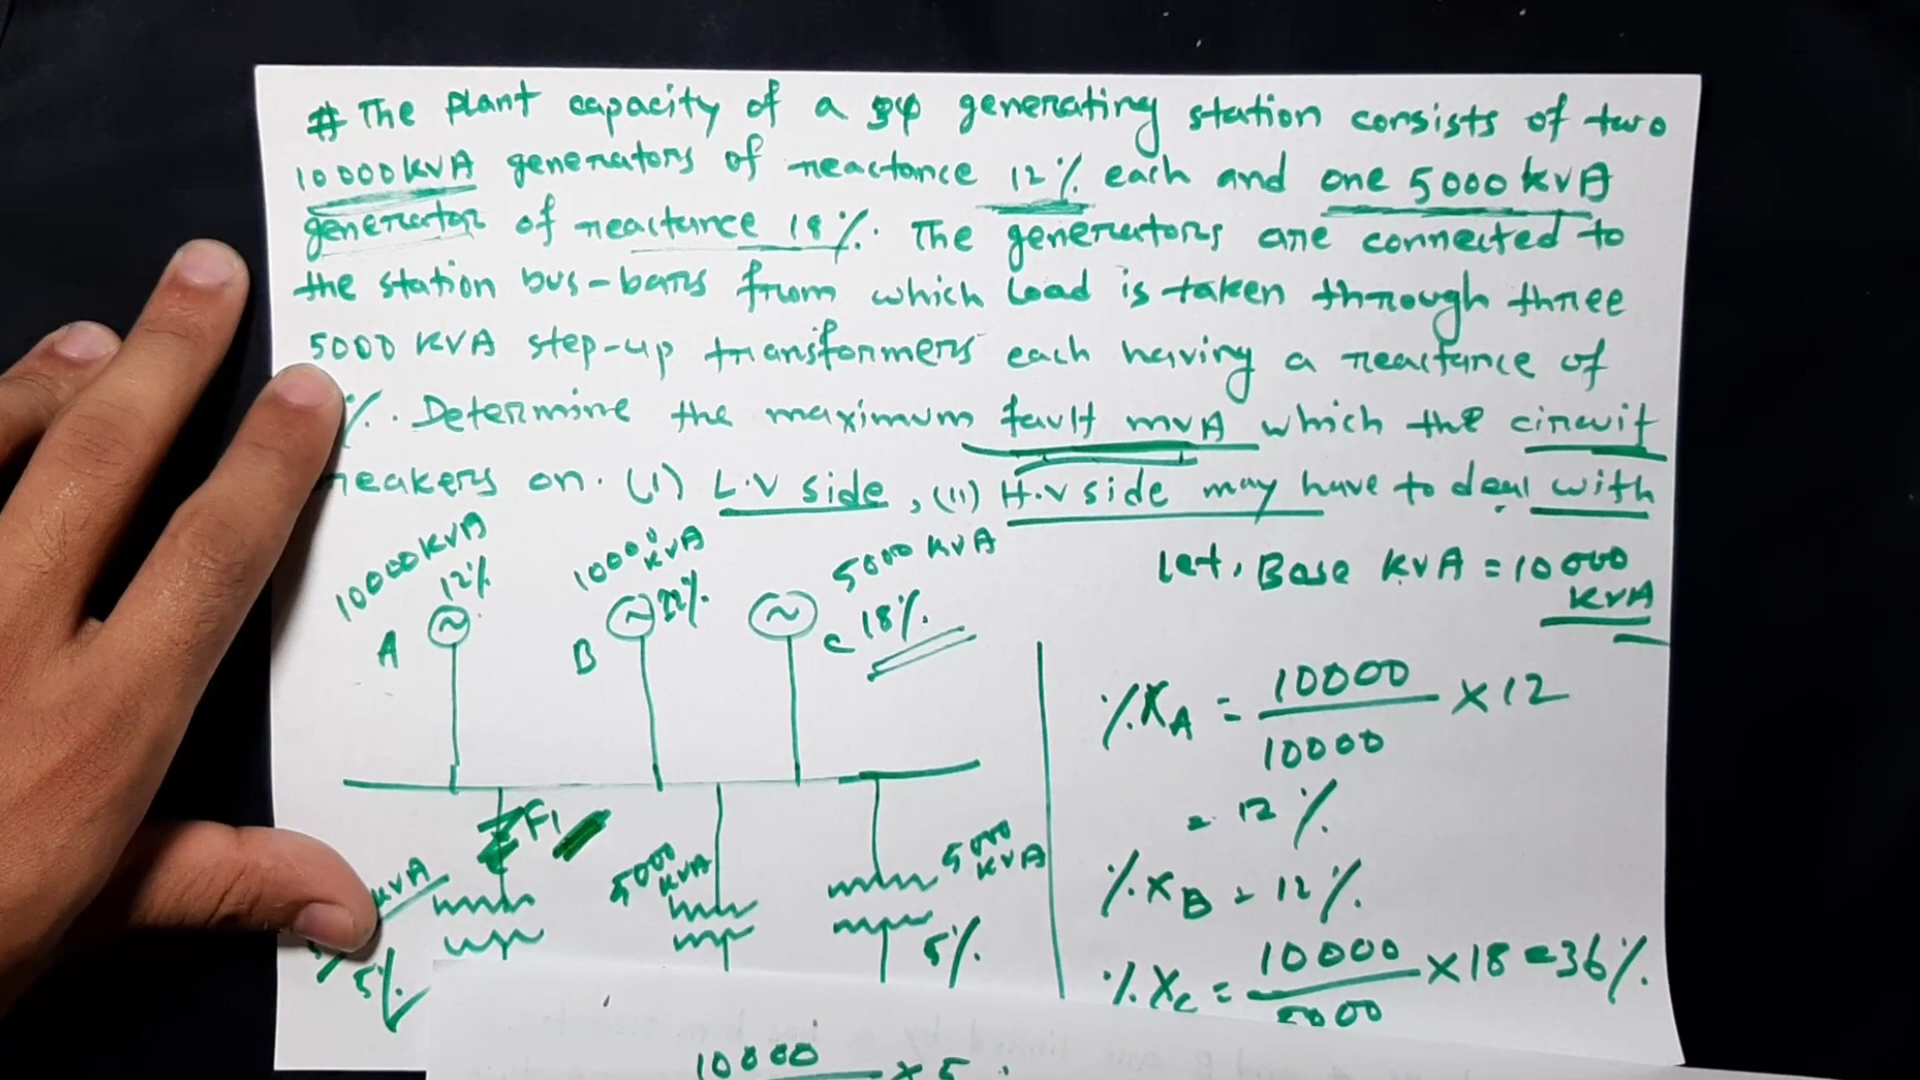 # The plant capacity of a 3φ generating station consists of two
10000 KVA generators of reactance 12% each and one 5000 KVA
generator of reactance 18%. The generators are connected to
the station bus-bars from which load is taken through three
5000 KVA step-up transformers each having a reactance of
%. Determine the maximum fault MVA which the circuit
reakers on. (i) L.V side, (ii) H.V side may have to deal with
10000 KVA
12%
10000 KVA
5000 KVA
18%
A
B
C
Let, Base KVA = 10000
KVA
%XA = 10000/10000 × 12
= 12%
%XB = 12%
%XC = 10000/5000 × 18 = 36%
F1
KVA
5%
5000
KVA
5000
KVA
5%
10000 × 5